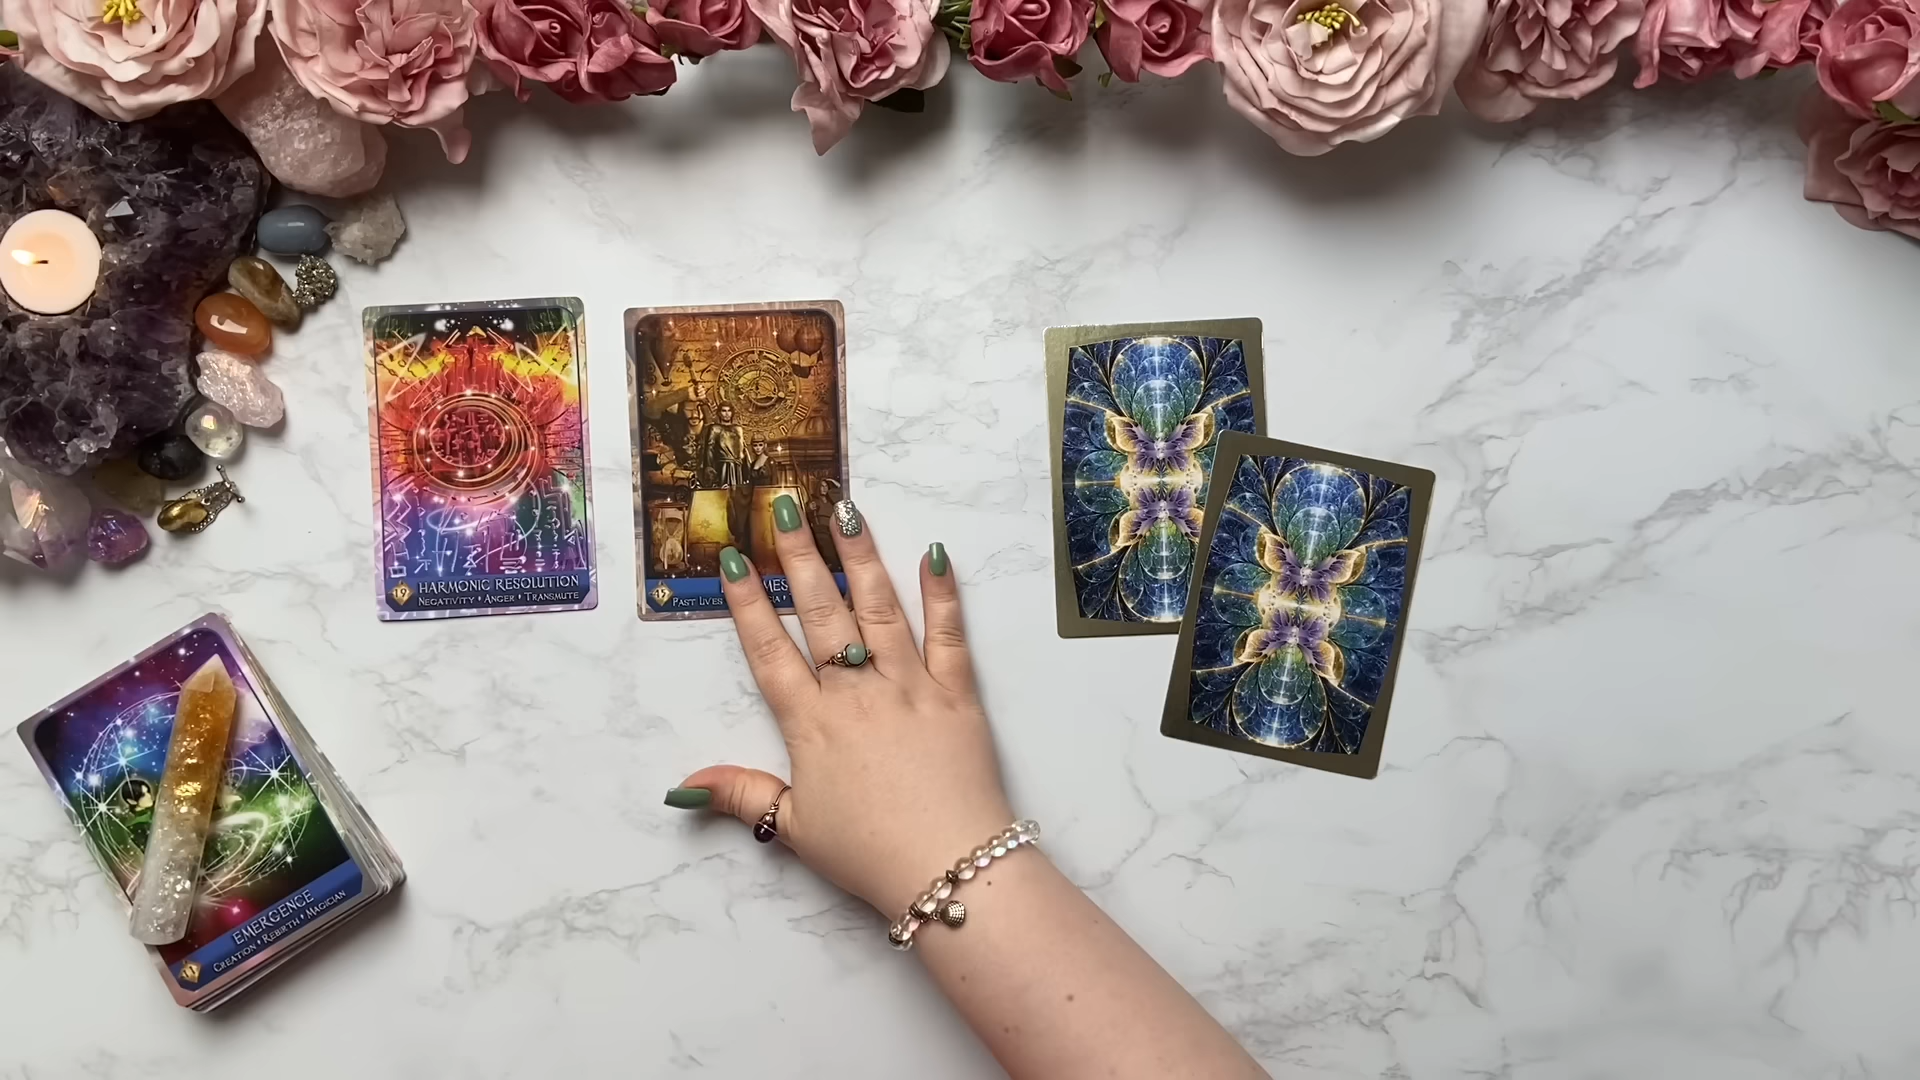 19 HARMONIC RESOLUTION
NEGATIVITY • ANGER • TRANSMUTE
PAST LIVES
EMERGENCE
CREATION • REBIRTH • MAGICIAN